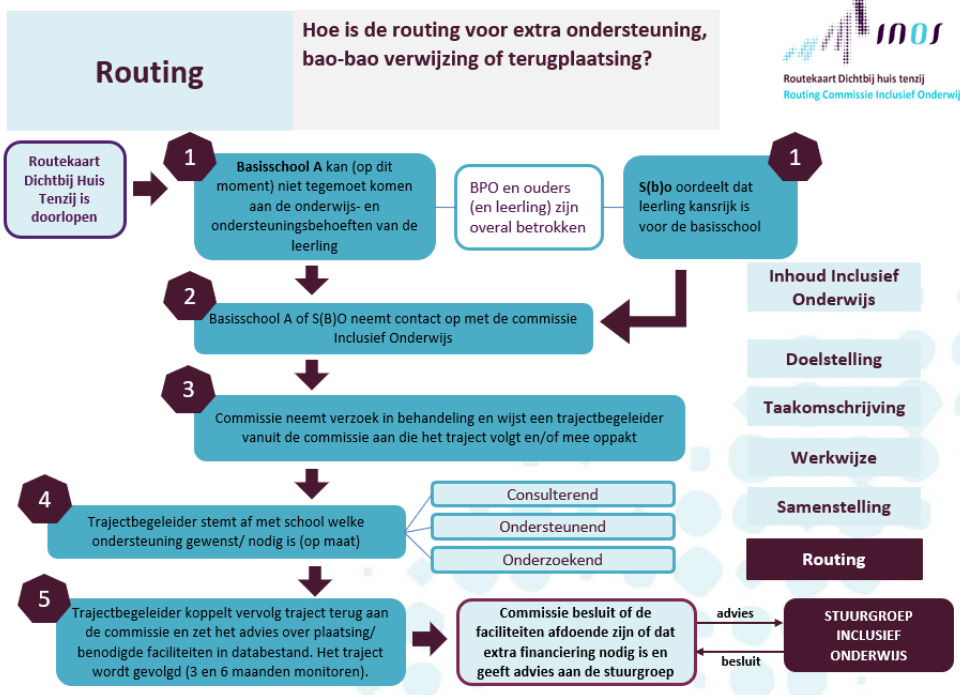 Routing
Hoe is de routing voor extra ondersteuning,
bao-bao verwijzing of terugplaatsing?
inos
Routekaart Dichtbij huis tenzij
Routing Commissie Inclusief Onderwij
Routekaart
Dichtbij Huis
Tenzij is
doorlopen
1
Basisschool A kan (op dit
moment) niet tegemoet komen
aan de onderwijs- en
ondersteuningsbehoeften van de
leerling
BPO en ouders
(en leerling) zijn
overal betrokken
1
S(b)o oordeelt dat
leerling kansrijk is
voor de basisschool
2
Basisschool A of S(B)O neemt contact op met de commissie
Inclusief Onderwijs
3
Commissie neemt verzoek in behandeling en wijst een trajectbegeleider
vanuit de commissie aan die het traject volgt en/of mee oppakt
4
Trajectbegeleider stemt af met school welke
ondersteuning gewenst/ nodig is (op maat)
Consulterend
Ondersteunend
Onderzoekend
5
Trajectbegeleider koppelt vervolg traject terug aan
de commissie en zet het advies over plaatsing/
benodigde faciliteiten in databestand. Het traject
wordt gevolgd (3 en 6 maanden monitoren).
Commissie besluit of de
faciliteiten afdoende zijn of dat
extra financiering nodig is en
geeft advies aan de stuurgroep
advies
besluit
STUURGROEP
INCLUSIEF
ONDERWIJS
Inhoud Inclusief
Onderwijs
Doelstelling
Taakomschrijving
Werkwijze
Samenstelling
Routing